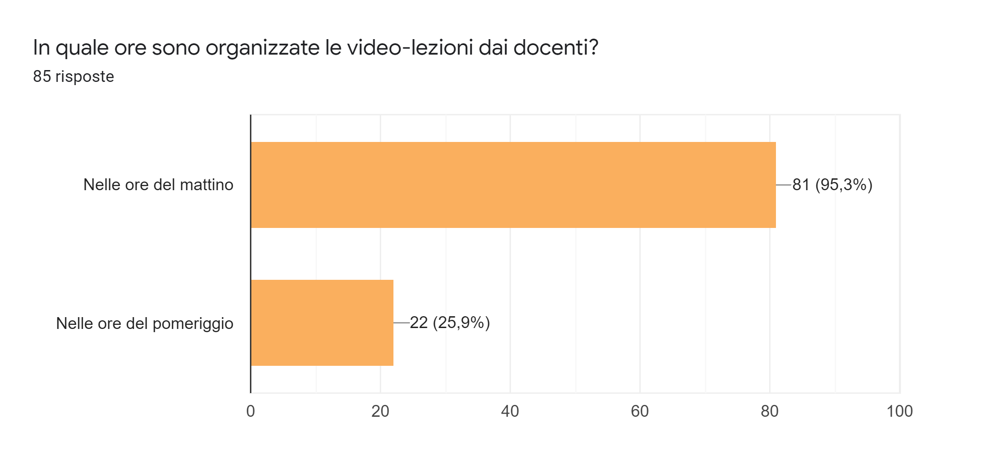 In quale ore sono organizzate le video-lezioni dai docenti?
85 risposte
Nelle ore del mattino
81 (95,3%)
Nelle ore del pomeriggio
22 (25,9%)
0 20 40 60 80 100